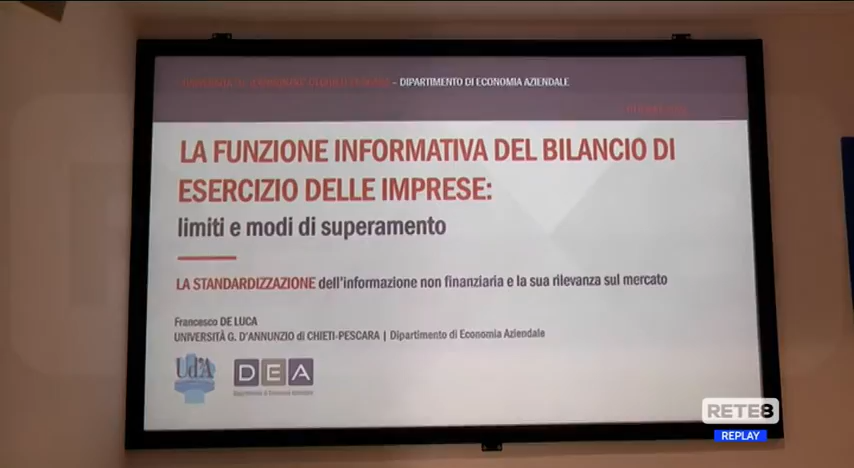 – DIPARTIMENTO DI ECONOMIA AZIENDALE
LA FUNZIONE INFORMATIVA DEL BILANCIO DI
ESERCIZIO DELLE IMPRESE:
limiti e modi di superamento
LA STANDARDIZZAZIONE dell'informazione non finanziaria e la sua rilevanza sul mercato
Francesco DE LUCA
UNIVERSITÀ G. D'ANNUNZIO di CHIETI-PESCARA | Dipartimento di Economia Aziendale
Ud'A
DEA
RETE8
REPLAY